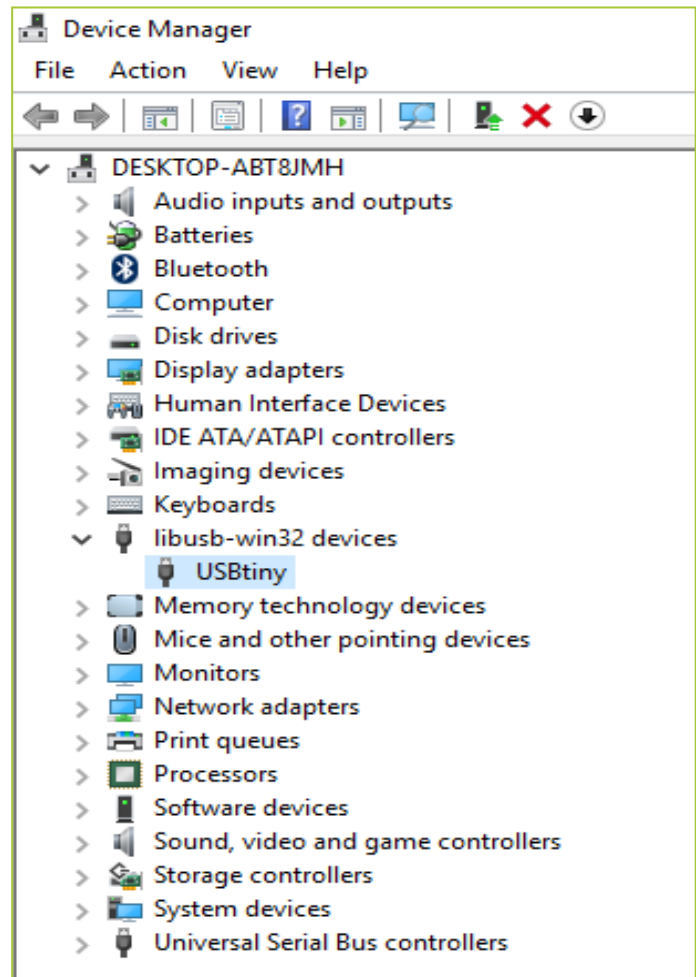 Device Manager
File Action View Help
DESKTOP-ABT8JMH
Audio inputs and outputs
Batteries
Bluetooth
Computer
Disk drives
Display adapters
Human Interface Devices
IDE ATA/ATAPI controllers
Imaging devices
Keyboards
libusb-win32 devices
USBtiny
Memory technology devices
Mice and other pointing devices
Monitors
Network adapters
Print queues
Processors
Software devices
Sound, video and game controllers
Storage controllers
System devices
Universal Serial Bus controllers